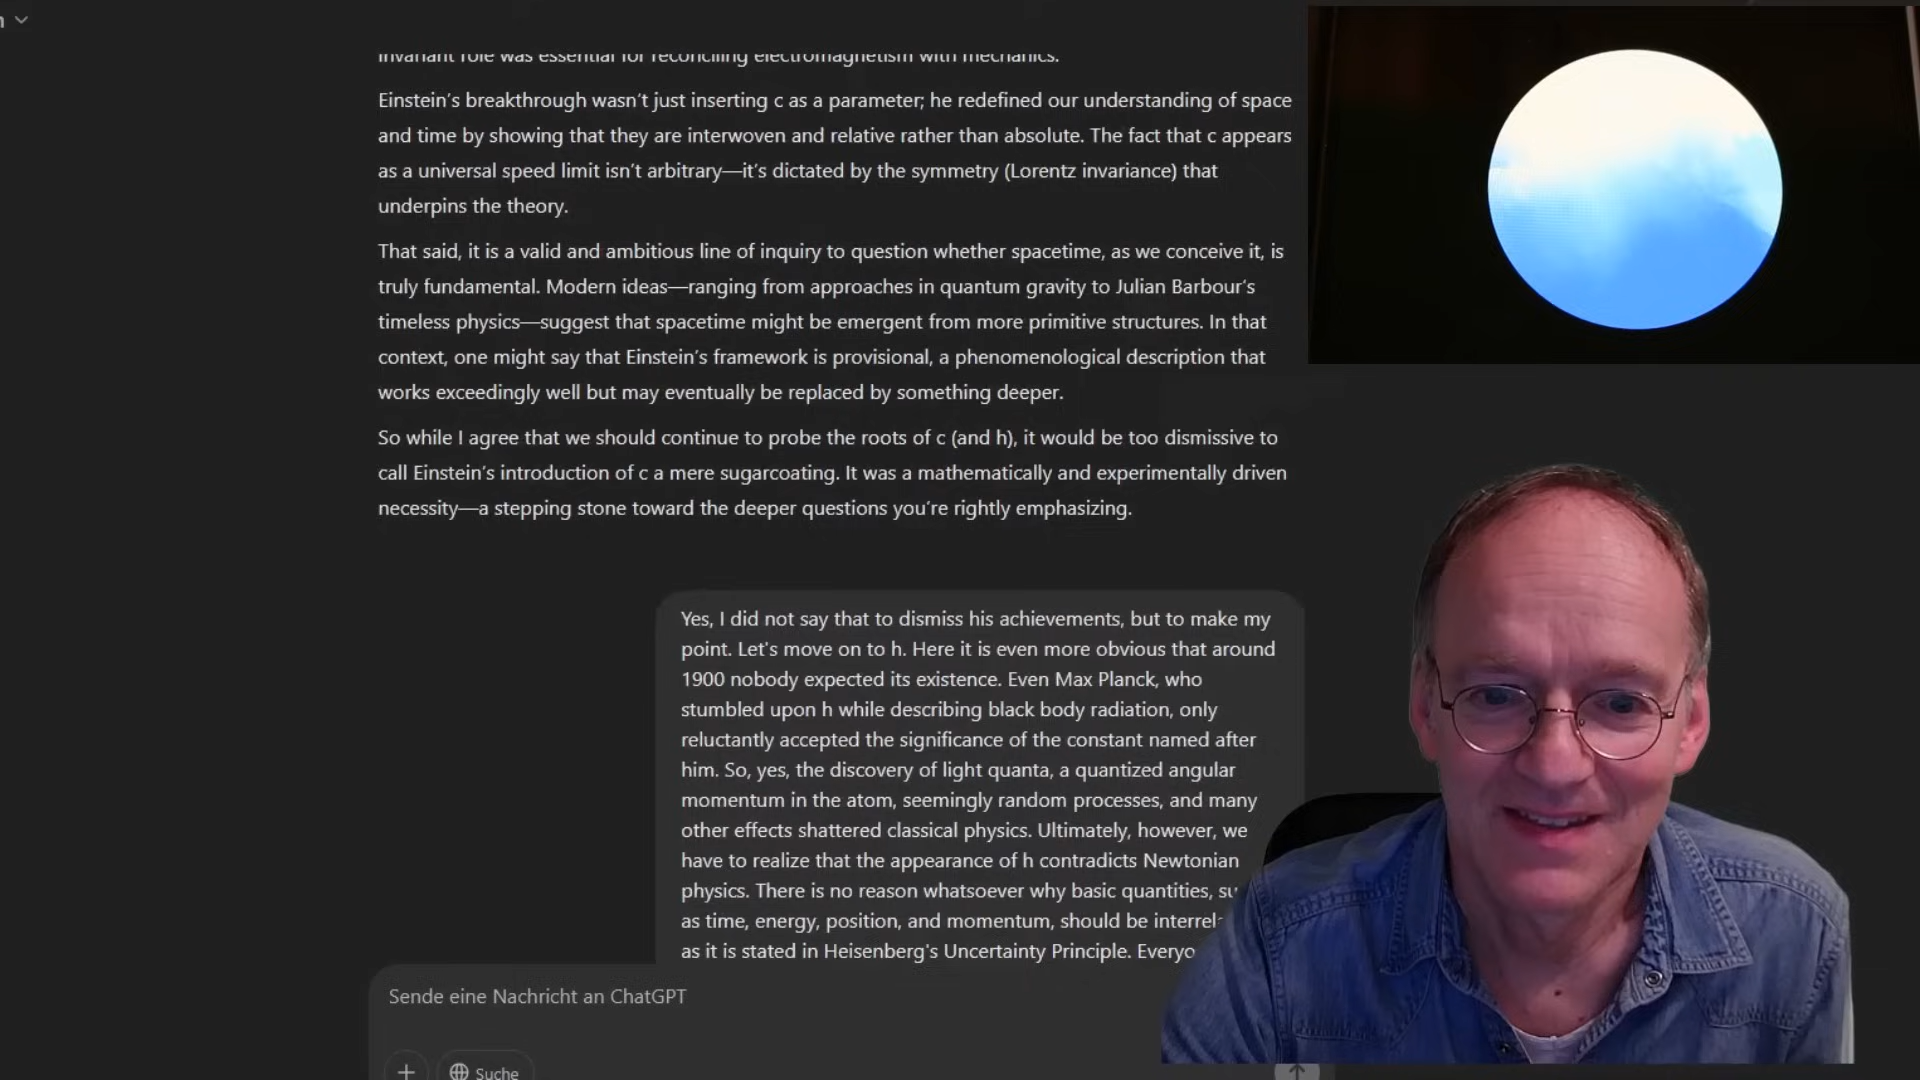 invariant role was essential for reconciling electromagnetism with mechanics.
Einstein's breakthrough wasn't just inserting c as a parameter; he redefined our understanding of space
and time by showing that they are interwoven and relative rather than absolute. The fact that c appears
as a universal speed limit isn't arbitrary—it's dictated by the symmetry (Lorentz invariance) that
underpins the theory.
That said, it is a valid and ambitious line of inquiry to question whether spacetime, as we conceive it, is
truly fundamental. Modern ideas—ranging from approaches in quantum gravity to Julian Barbour's
timeless physics—suggest that spacetime might be emergent from more primitive structures. In that
context, one might say that Einstein's framework is provisional, a phenomenological description that
works exceedingly well but may eventually be replaced by something deeper.
So while I agree that we should continue to probe the roots of c (and h), it would be too dismissive to
call Einstein's introduction of c a mere sugarcoating. It was a mathematically and experimentally driven
necessity—a stepping stone toward the deeper questions you're rightly emphasizing.
Yes, I did not say that to dismiss his achievements, but to make my
point. Let's move on to h. Here it is even more obvious that around
1900 nobody expected its existence. Even Max Planck, who
stumbled upon h while describing black body radiation, only
reluctantly accepted the significance of the constant named after
him. So, yes, the discovery of light quanta, a quantized angular
momentum in the atom, seemingly random processes, and many
other effects shattered classical physics. Ultimately, however, we
have to realize that the appearance of h contradicts Newtonian
physics. There is no reason whatsoever why basic quantities,
as time, energy, position, and momentum, should be
as it is stated in Heisenberg's Uncertainty Principle.
Sende eine Nachricht an ChatGPT
Suche